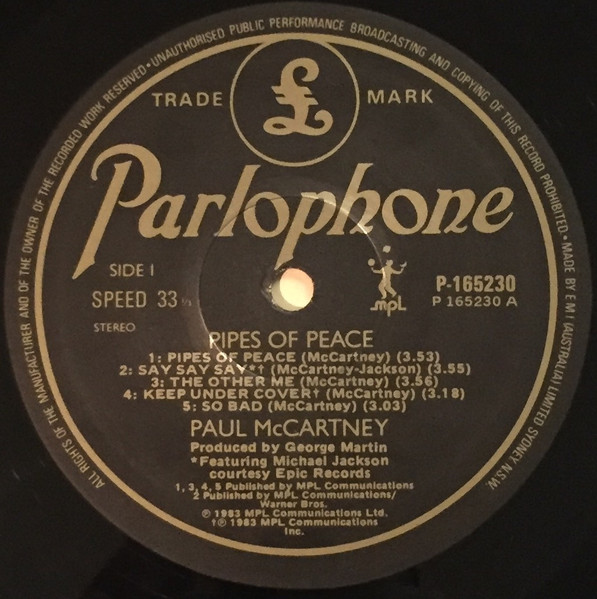 ALL RIGHTS OF THE MANUFACTURER AND OF THE OWNER OF THE RECORDED WORK RESERVED • UNAUTHORISED PUBLIC PERFORMANCE BROADCASTING AND COPYING OF THIS RECORD PROHIBITED • MADE BY EMI (AUSTRALIA) LIMITED SYDNEY N.S.W.
£
TRADE MARK
Parlophone
SIDE 1
SPEED 33⅓
STEREO
mpL
P-165230
P 165230 A
PIPES OF PEACE
1: PIPES OF PEACE (McCartney) (3.53)
2: SAY SAY SAY*† (McCartney-Jackson) (3.55)
3: THE OTHER ME (McCartney) (3.56)
4: KEEP UNDER COVER† (McCartney) (3.18)
5: SO BAD (McCartney) (3.03)
PAUL McCARTNEY
Produced by George Martin
*Featuring Michael Jackson
courtesy Epic Records
1, 3, 4, 5 Published by MPL Communications
2 Published by MPL Communications/
Warner Bros.
℗ 1983 MPL Communications Ltd.
†℗ 1983 MPL Communications
Inc.